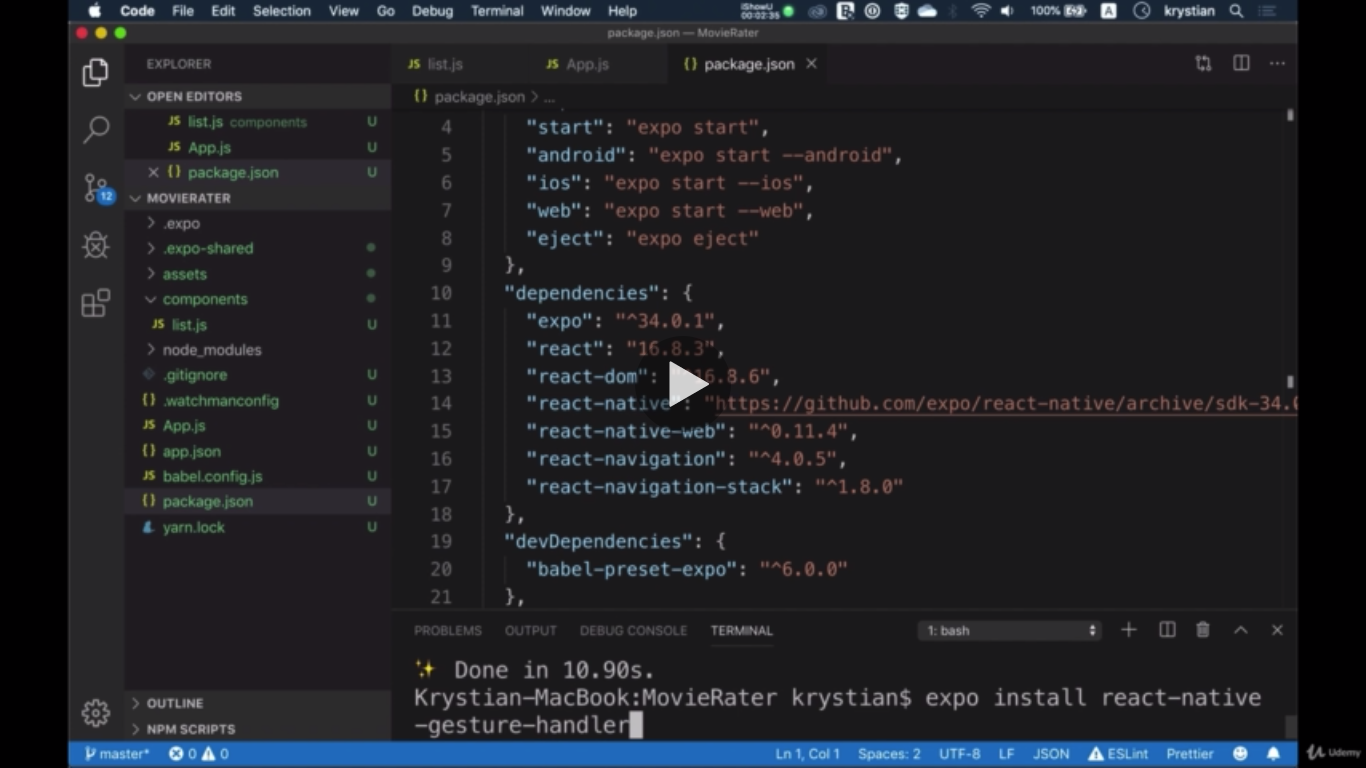 Code File Edit Selection View Go Debug Terminal Window Help iShowU 00:02:35 100% A krystian
package.json — MovieRater
EXPLORER
OPEN EDITORS
JS list.js components U
JS App.js U
{} package.json U
12
MOVIERATER
.expo
.expo-shared
assets
components
JS list.js U
node_modules
.gitignore U
{} .watchmanconfig U
JS App.js U
{} app.json U
JS babel.config.js U
{} package.json U
yarn.lock U
OUTLINE
NPM SCRIPTS
JS list.js JS App.js {} package.json
{} package.json > ...
4 "start": "expo start",
5 "android": "expo start --android",
6 "ios": "expo start --ios",
7 "web": "expo start --web",
8 "eject": "expo eject"
9 },
10 "dependencies": {
11 "expo": "^34.0.1",
12 "react": "16.8.3",
13 "react-dom": "^16.8.6",
14 "react-native": "https://github.com/expo/react-native/archive/sdk-34.0
15 "react-native-web": "^0.11.4",
16 "react-navigation": "^4.0.5",
17 "react-navigation-stack": "^1.8.0"
18 },
19 "devDependencies": {
20 "babel-preset-expo": "^6.0.0"
21 },
PROBLEMS OUTPUT DEBUG CONSOLE TERMINAL 1: bash
✨ Done in 10.90s.
Krystian-MacBook:MovieRater krystian$ expo install react-native
-gesture-handler
master* 0 0 Ln 1, Col 1 Spaces: 2 UTF-8 LF JSON ESLint Prettier
Udemy